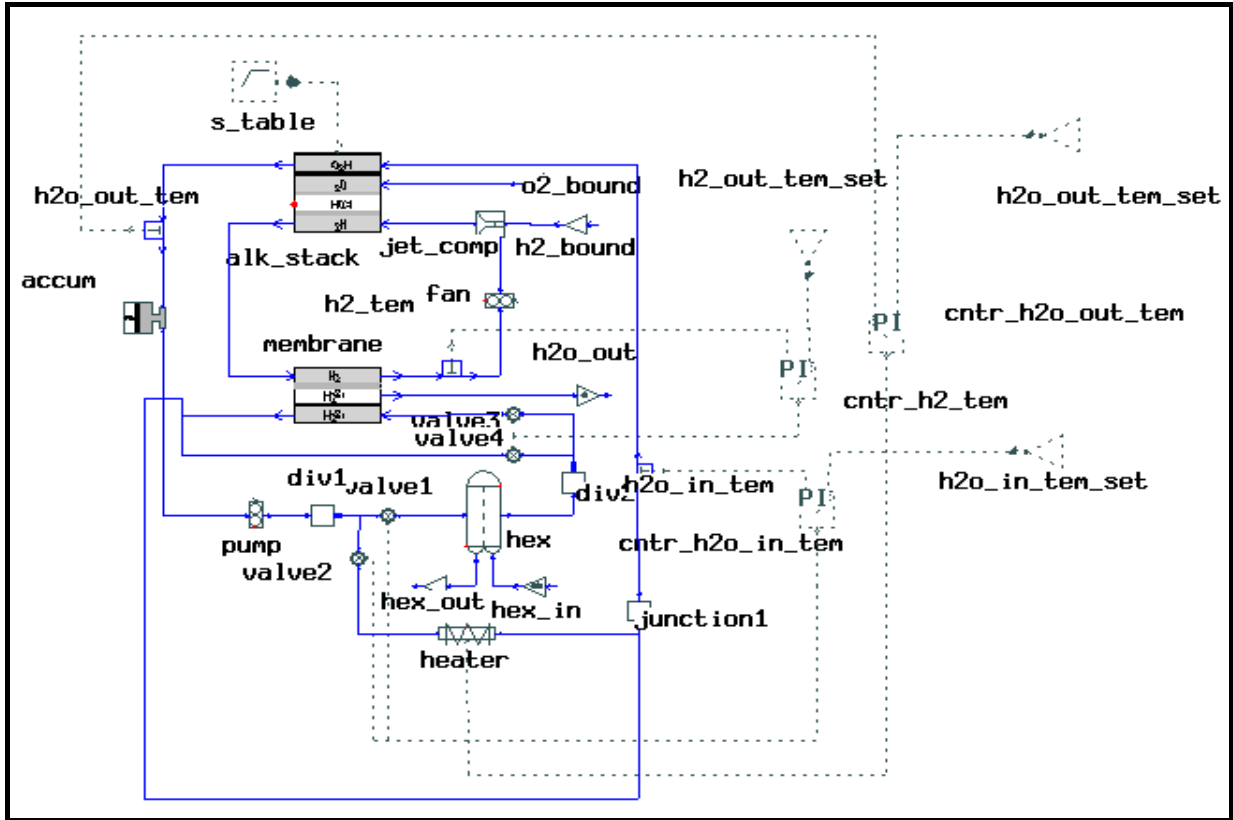 s_table
h2o_out_tem
o2_bound
h2_out_tem_set
h2o_out_tem_set
alk_stack
jet_comp
h2_bound
accum
h2_tem
fan
PI
cntr_h2o_out_tem
membrane
h2o_out
H₂
PI
cntr_h2_tem
valve3
valve4
div1
valve1
div2
h2o_in_tem
PI
h2o_in_tem_set
pump
hex
cntr_h2o_in_tem
valve2
hex_out
hex_in
junction1
heater